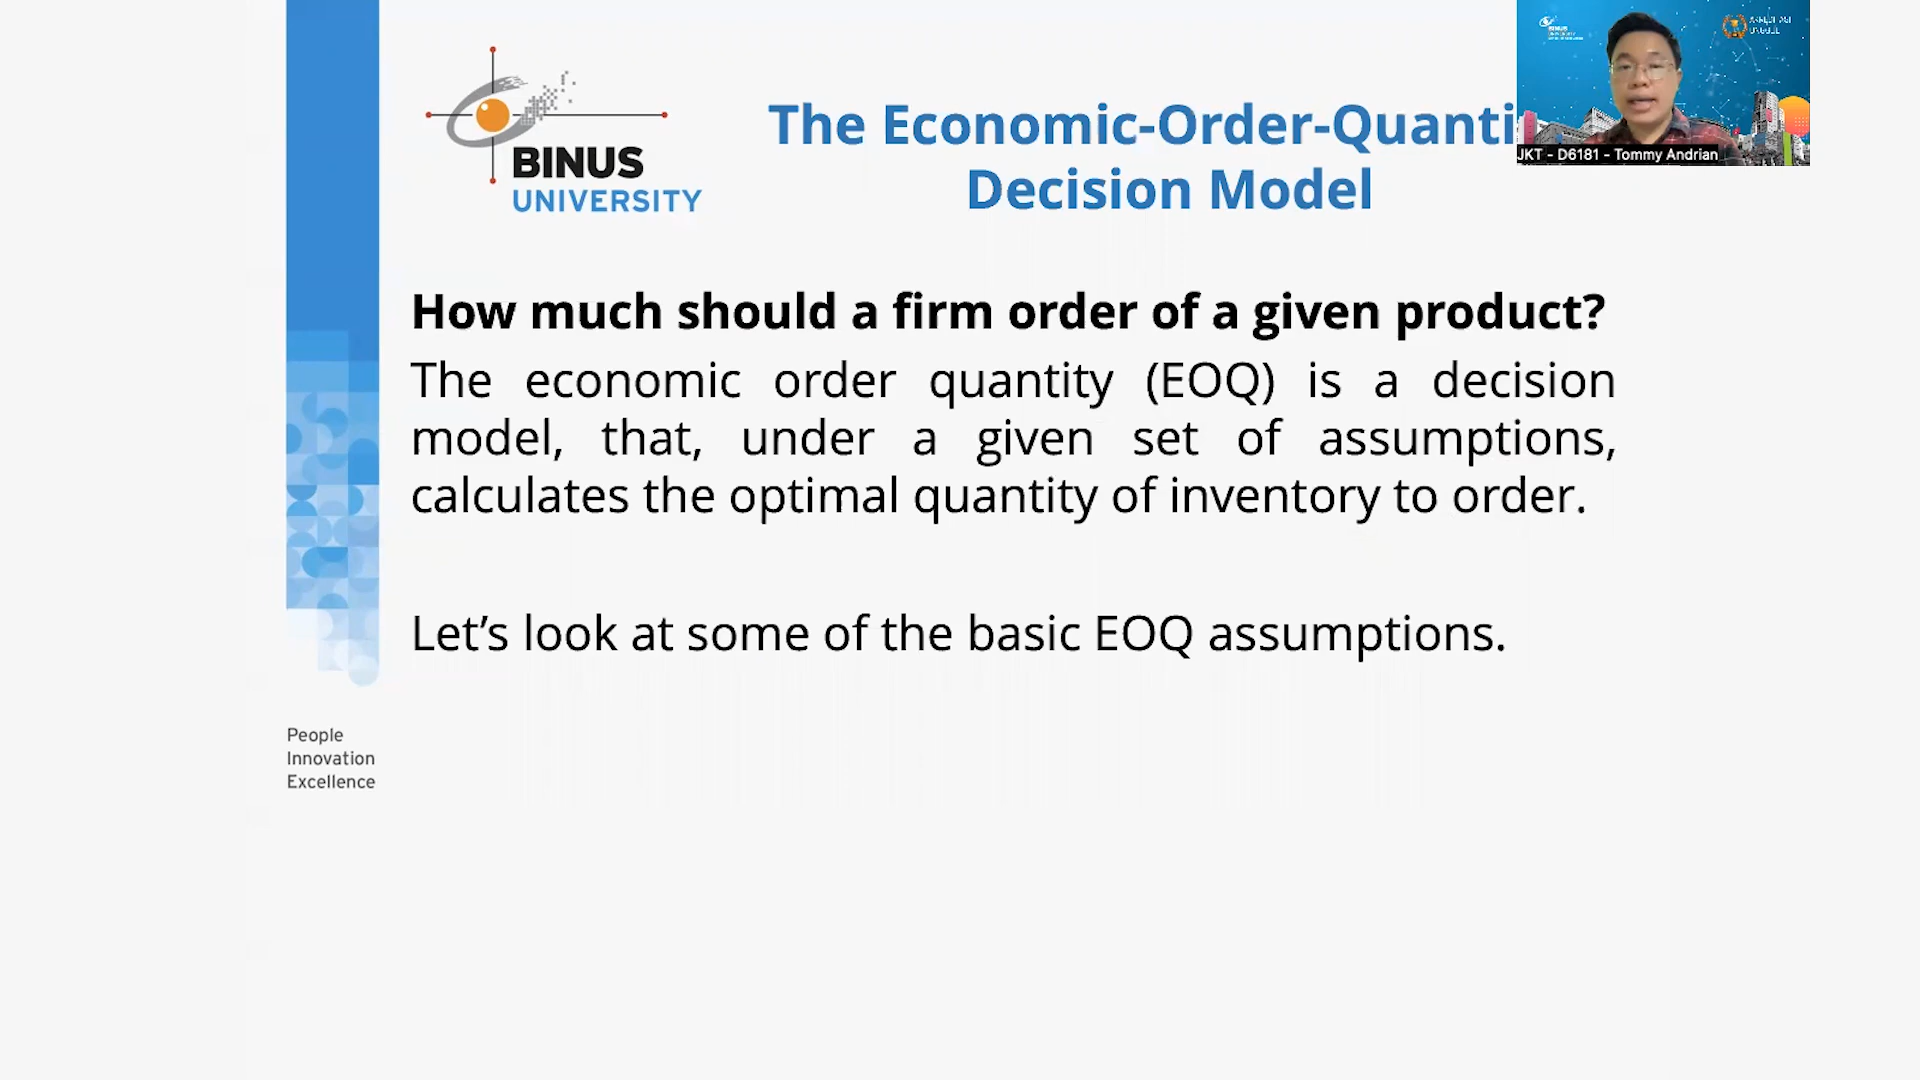 BINUS
UNIVERSITY
The Economic-Order-Quanti
Decision Model
JKT - D6181 - Tommy Andrian
How much should a firm order of a given product?
The economic order quantity (EOQ) is a decision
model, that, under a given set of assumptions,
calculates the optimal quantity of inventory to order.
Let’s look at some of the basic EOQ assumptions.
People
Innovation
Excellence